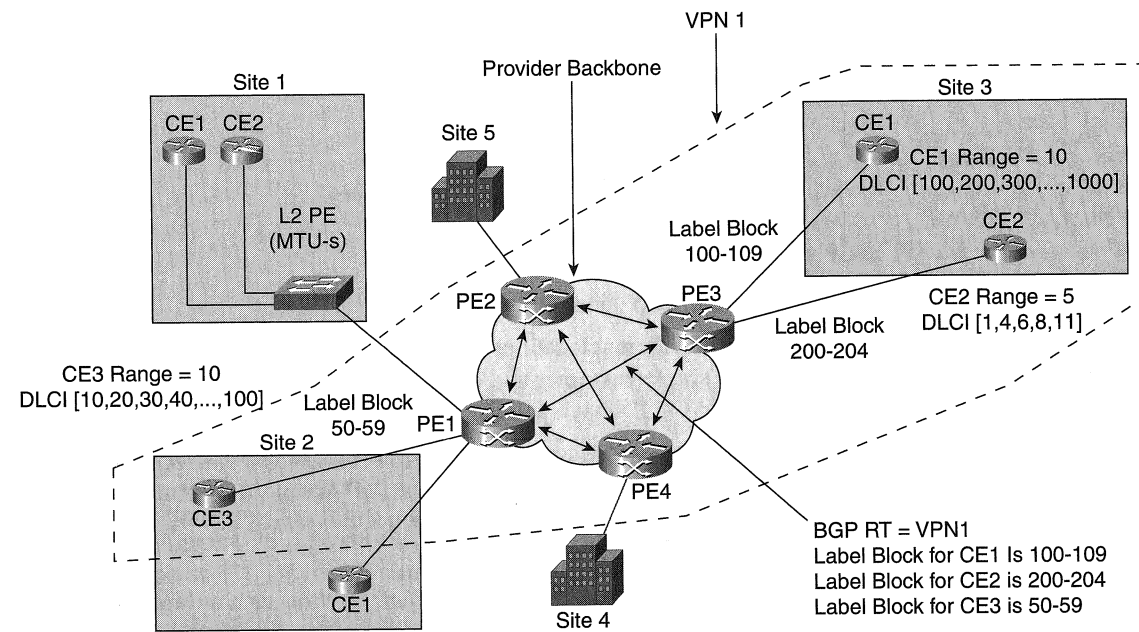 VPN 1
Provider Backbone
Site 1
CE1
CE2
L2 PE
(MTU-s)
Site 5
Site 3
CE1
CE1 Range = 10
DLCI [100,200,300,...,1000]
CE2
CE2 Range = 5
DLCI [1,4,6,8,11]
Label Block
100-109
PE2
PE3
Label Block
200-204
CE3 Range = 10
DLCI [10,20,30,40,...,100]
Label Block
50-59
PE1
Site 2
CE3
CE1
PE4
Site 4
BGP RT = VPN1
Label Block for CE1 Is 100-109
Label Block for CE2 is 200-204
Label Block for CE3 is 50-59